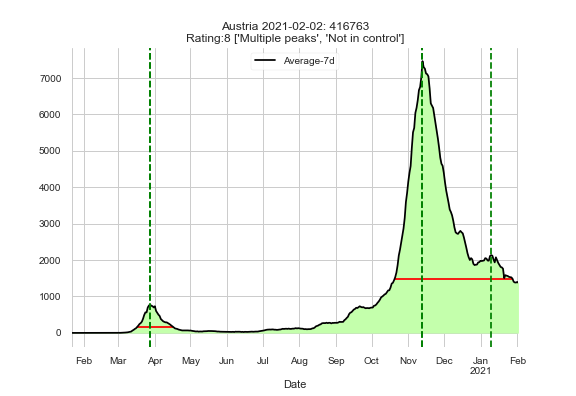 Austria 2021-02-02: 416763
Rating:8 ['Multiple peaks', 'Not in control']
Average-7d
7000
6000
5000
4000
3000
2000
1000
0
Feb Mar Apr May Jun Jul Aug Sep Oct Nov Dec Jan Feb
2021
Date